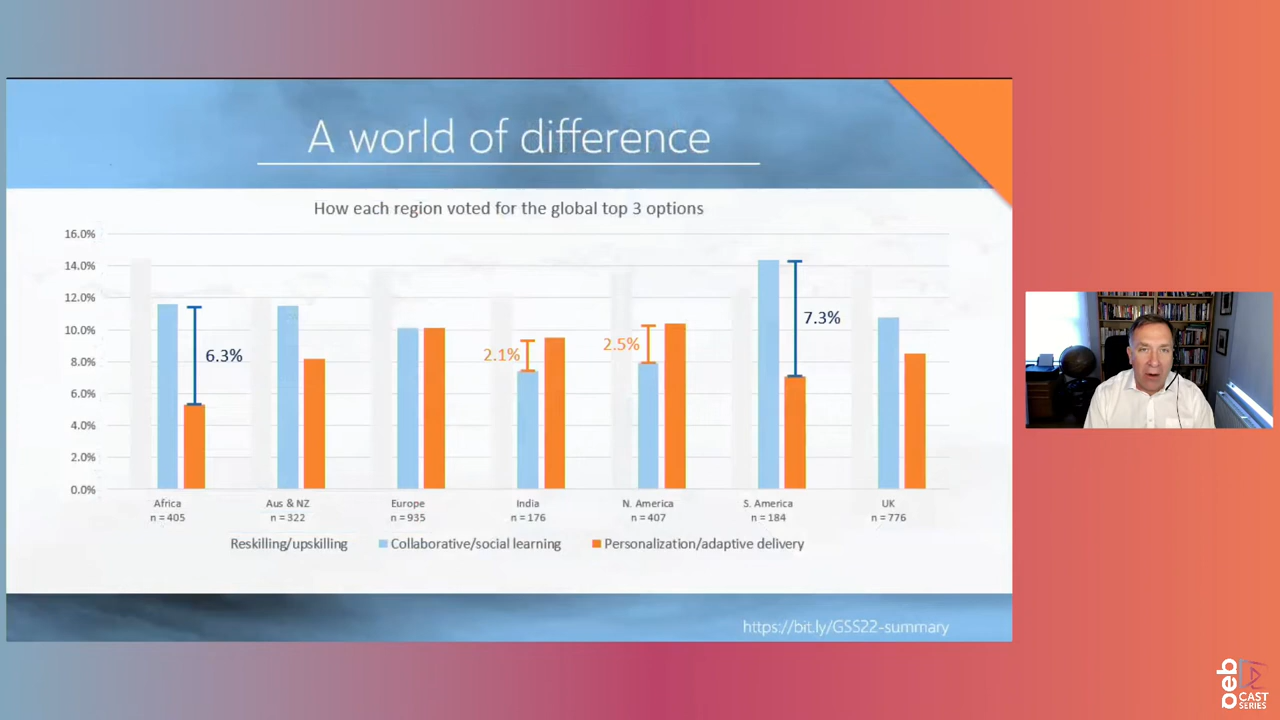 A world of difference
How each region voted for the global top 3 options
16.0%
14.0%
12.0%
10.0%
8.0%
6.0%
4.0%
2.0%
0.0%
6.3%
2.1%
2.5%
7.3%
Africa
n = 405
Aus & NZ
n = 322
Europe
n = 935
India
n = 176
N. America
n = 407
S. America
n = 184
UK
n = 776
Reskilling/upskilling
Collaborative/social learning
Personalization/adaptive delivery
https://bit.ly/GSS22-summary
oeb
CAST
SERIES